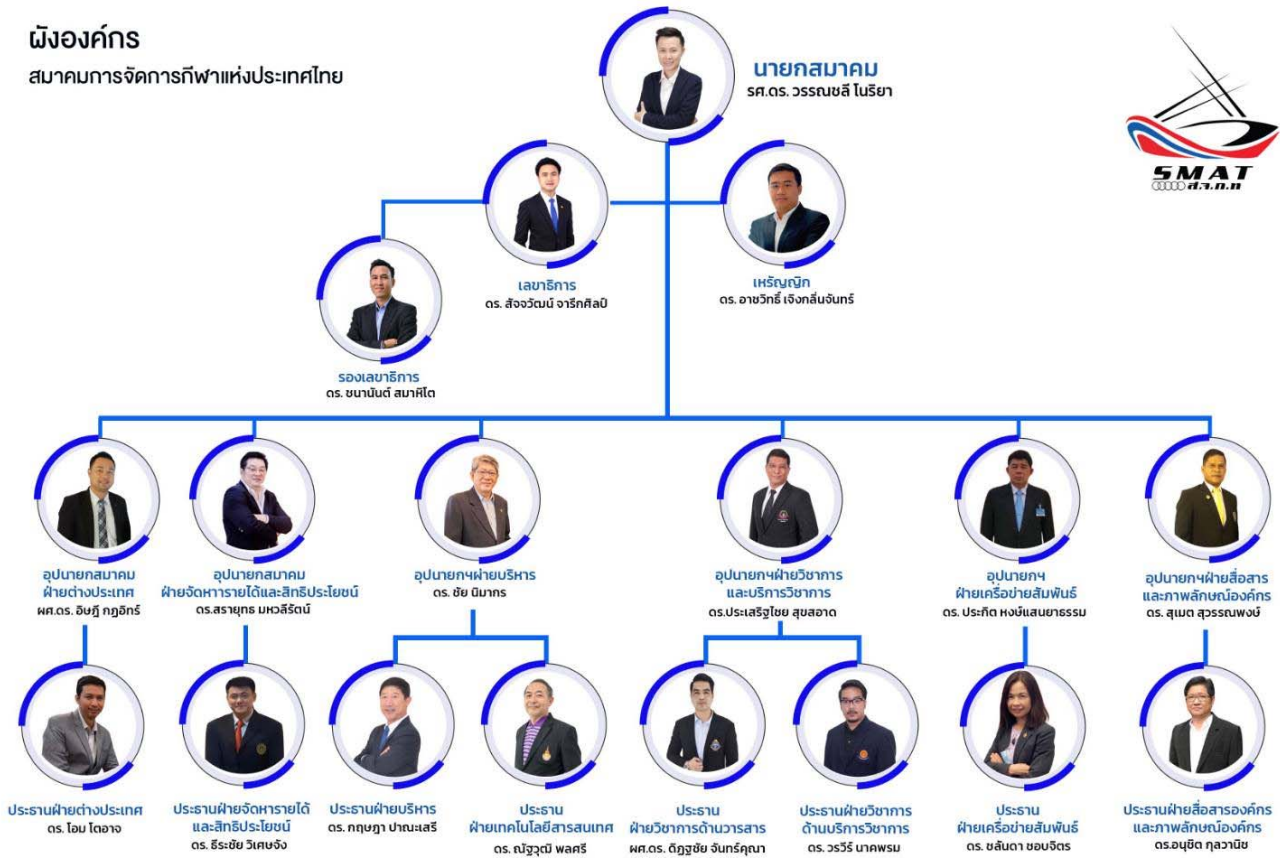 ผังองค์กร
สมาคมการจัดการกีฬาแห่งประเทศไทย
นายกสมาคม
รศ.ดร. วรรณชลี โนริยา
SMAT
ส.จ.ก.ท
เลขาธิการ
ดร. สัจจวัฒน์ จารึกศิลป์
เหรัญญิก
ดร. อาชวิทธิ์ เจิงกลิ่นจันทร์
รองเลขาธิการ
ดร. ชนานันต์ สมาหิโต
อุปนายกสมาคม
ฝ่ายต่างประเทศ
ผศ.ดร. อิษฎี กุฏอินทร์
อุปนายกสมาคม
ฝ่ายจัดหารายได้และสิทธิประโยชน์
ดร.สรายุทธ มหวลีรัตน์
อุปนายกฯฝ่ายบริหาร
ดร. ชัย นิมากร
อุปนายกฯฝ่ายวิชาการ
และบริการวิชาการ
ดร.ประเสริฐไชย สุขสอาด
อุปนายกฯ
ฝ่ายเครือข่ายสัมพันธ์
ดร. ประกิต หงษ์แสนยาธรรม
อุปนายกฯฝ่ายสื่อสาร
และภาพลักษณ์องค์กร
ดร. สุเมต สุวรรณพงษ์
ประธานฝ่ายต่างประเทศ
ดร. โอม โตอาจ
ประธานฝ่ายจัดหารายได้
และสิทธิประโยชน์
ดร. ธีระชัย วิเศษจัง
ประธานฝ่ายบริหาร
ดร. กฤษฎา ปาณะเสรี
ประธาน
ฝ่ายเทคโนโลยีสารสนเทศ
ดร. ณัฐวุฒิ พลศรี
ประธาน
ฝ่ายวิชาการด้านวารสาร
ผศ.ดร. ดิฏฐชัย จันทร์คุณา
ประธานฝ่ายวิชาการ
ด้านบริการวิชาการ
ดร. วรวีร์ นาคพรม
ประธาน
ฝ่ายเครือข่ายสัมพันธ์
ดร. ชลันดา ชอบจิตร
ประธานฝ่ายสื่อสารองค์กร
และภาพลักษณ์องค์กร
ดร.อนุชิต กุลวานิช